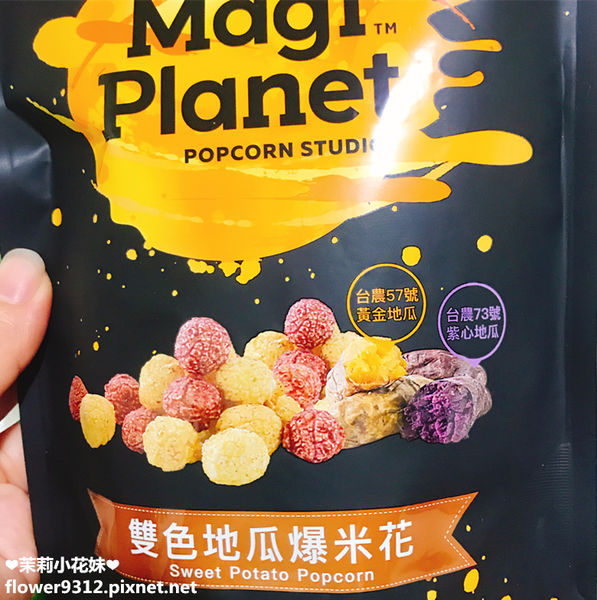 Magi™
Planet
POPCORN STUDIO
台農57號
黃金地瓜
台農73號
紫心地瓜
雙色地瓜爆米花
Sweet Potato Popcorn
❤茉莉小花妹❤
flower9312.pixnet.net